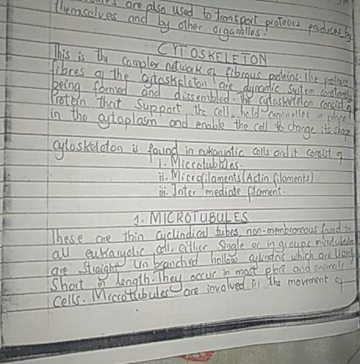 are also used to transport proteins produced by
themselves and by other organelles.
CYTOSKELETON
This is the complex network of fibrous proteins. The protein
fibres of the cytoskeleton are dynamic system constantly
being formed and dissembled. The cytoskeleton consist of
Protein that support the cell, hold organelles in place
in the cytoplasm and enable the cell to change its shape
Cytoskeleton is found in eukaryotic cells and it consist of
i. Microtubules.
ii. Microfilaments (Actin filaments)
iii. Inter mediate filament.
1. MICROTUBULES
These are thin cyclindical tubes, non-membranous found in
all eukaryotic cell either single or in groups
are straight un branched hollow cylinders which are
short in length. They occur in most plant and animals
cells. Microtubules are involved in the movement of